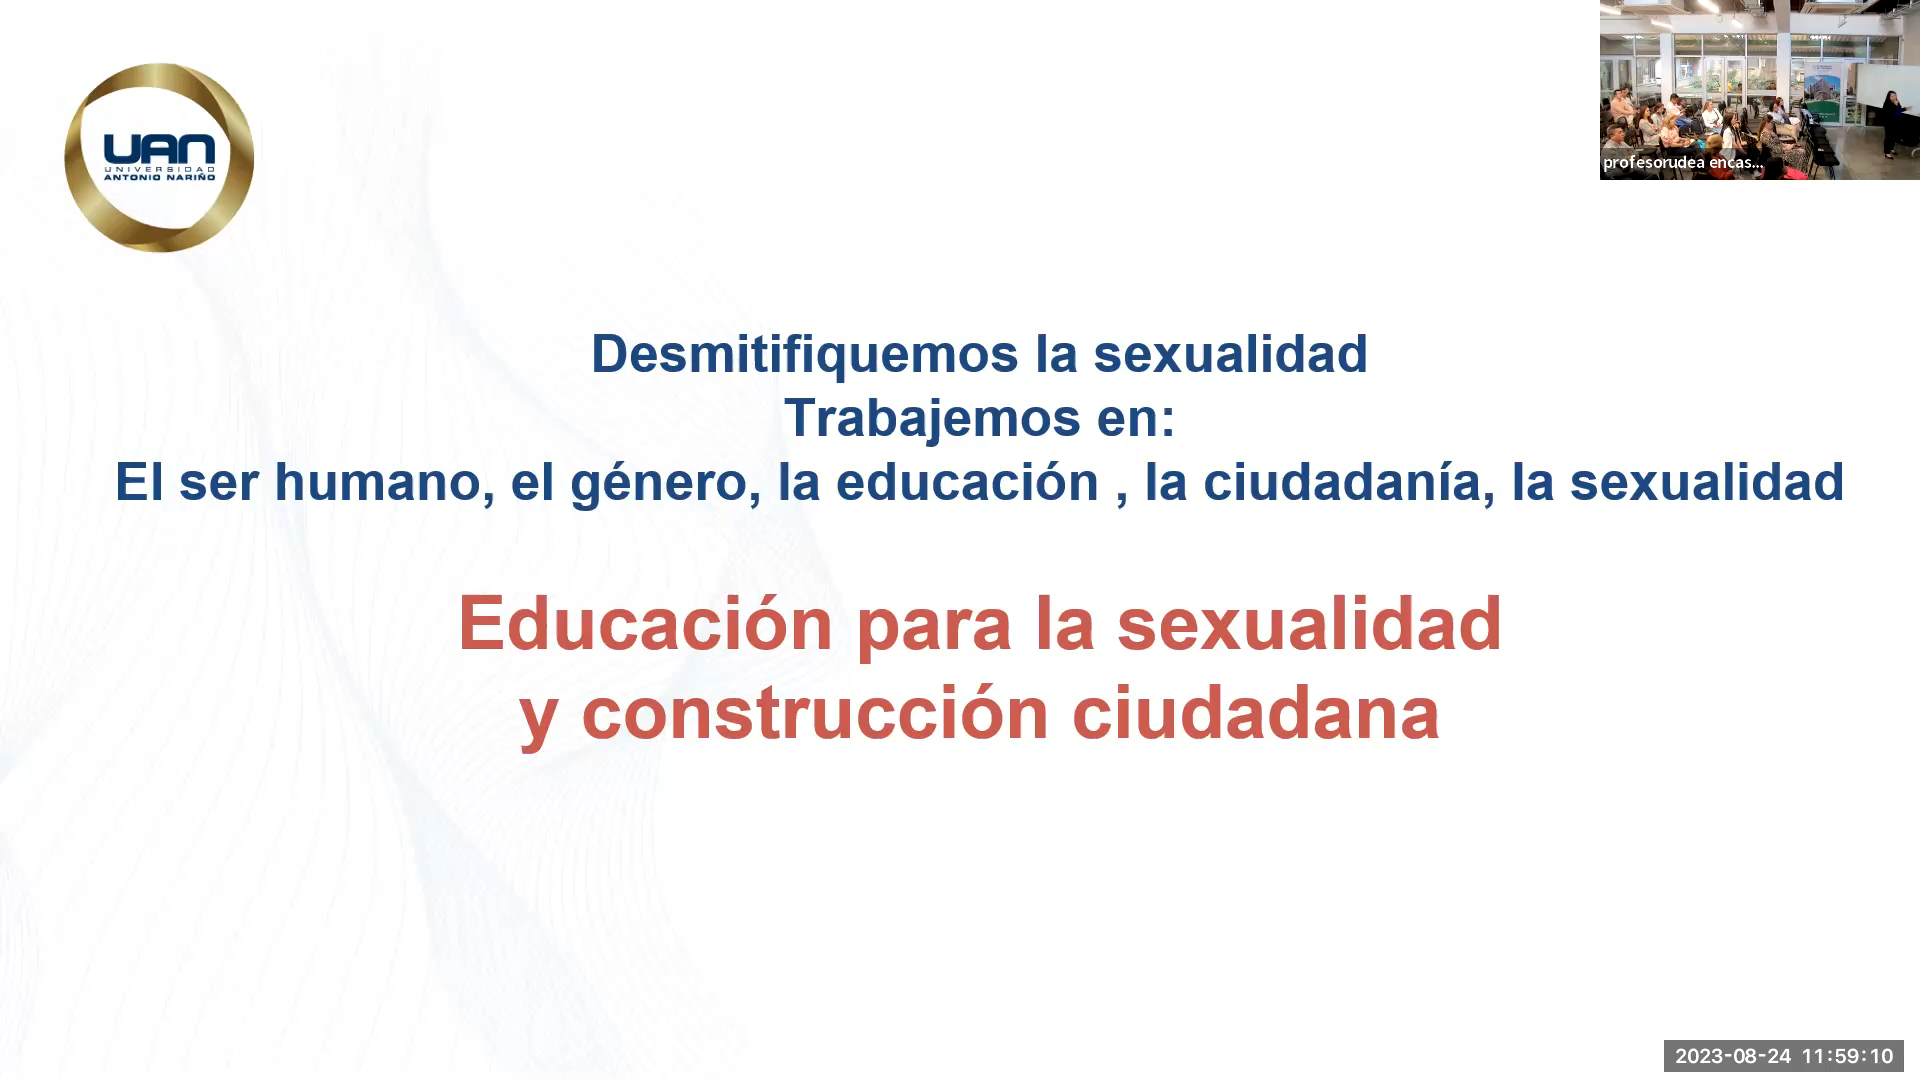 UAN
UNIVERSIDAD
ANTONIO NARIÑO
profesorudea encas...
Desmitifiquemos la sexualidad
Trabajemos en:
El ser humano, el género, la educación , la ciudadanía, la sexualidad
Educación para la sexualidad
y construcción ciudadana
2023-08-24 11:59:10